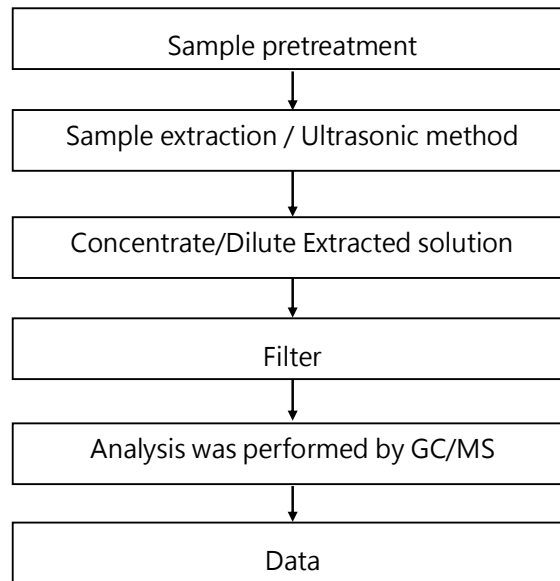 Sample pretreatment
Sample extraction / Ultrasonic method
Concentrate/Dilute Extracted solution
Filter
Analysis was performed by GC/MS
Data